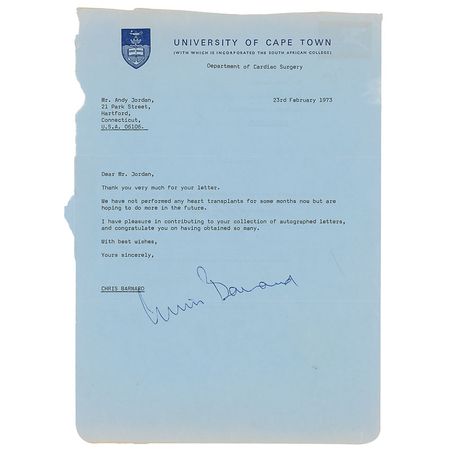 UNIVERSITY OF CAPE TOWN
(WITH WHICH IS INCORPORATED THE SOUTH AFRICAN COLLEGE)
Department of Cardiac Surgery
Mr. Andy Jordan, 23rd February 1973
21 Park Street,
Hartford,
Connecticut,
U.S.A. 06106.
Dear Mr. Jordan,
Thank you very much for your letter.
We have not performed any heart transplants for some months now but are
hoping to do more in the future.
I have pleasure in contributing to your collection of autographed letters,
and congratulate you on having obtained so many.
With best wishes,
Yours sincerely,
CHRIS BARNARD
Chris Barnard